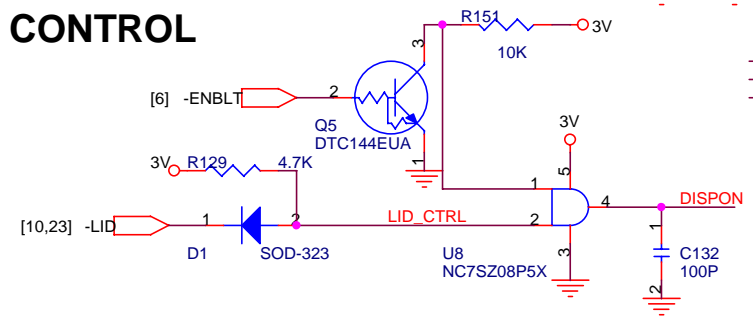 CONTROL
R151
10K
3V
3
[6] -ENBLT
2
Q5
DTC144EUA
1
3V
R129
4.7K
3V
5
1
4
DISPON
[10,23] -LID
1
2
LID_CTRL
2
D1
SOD-323
U8
NC7SZ08P5X
3
1
C132
100P
2